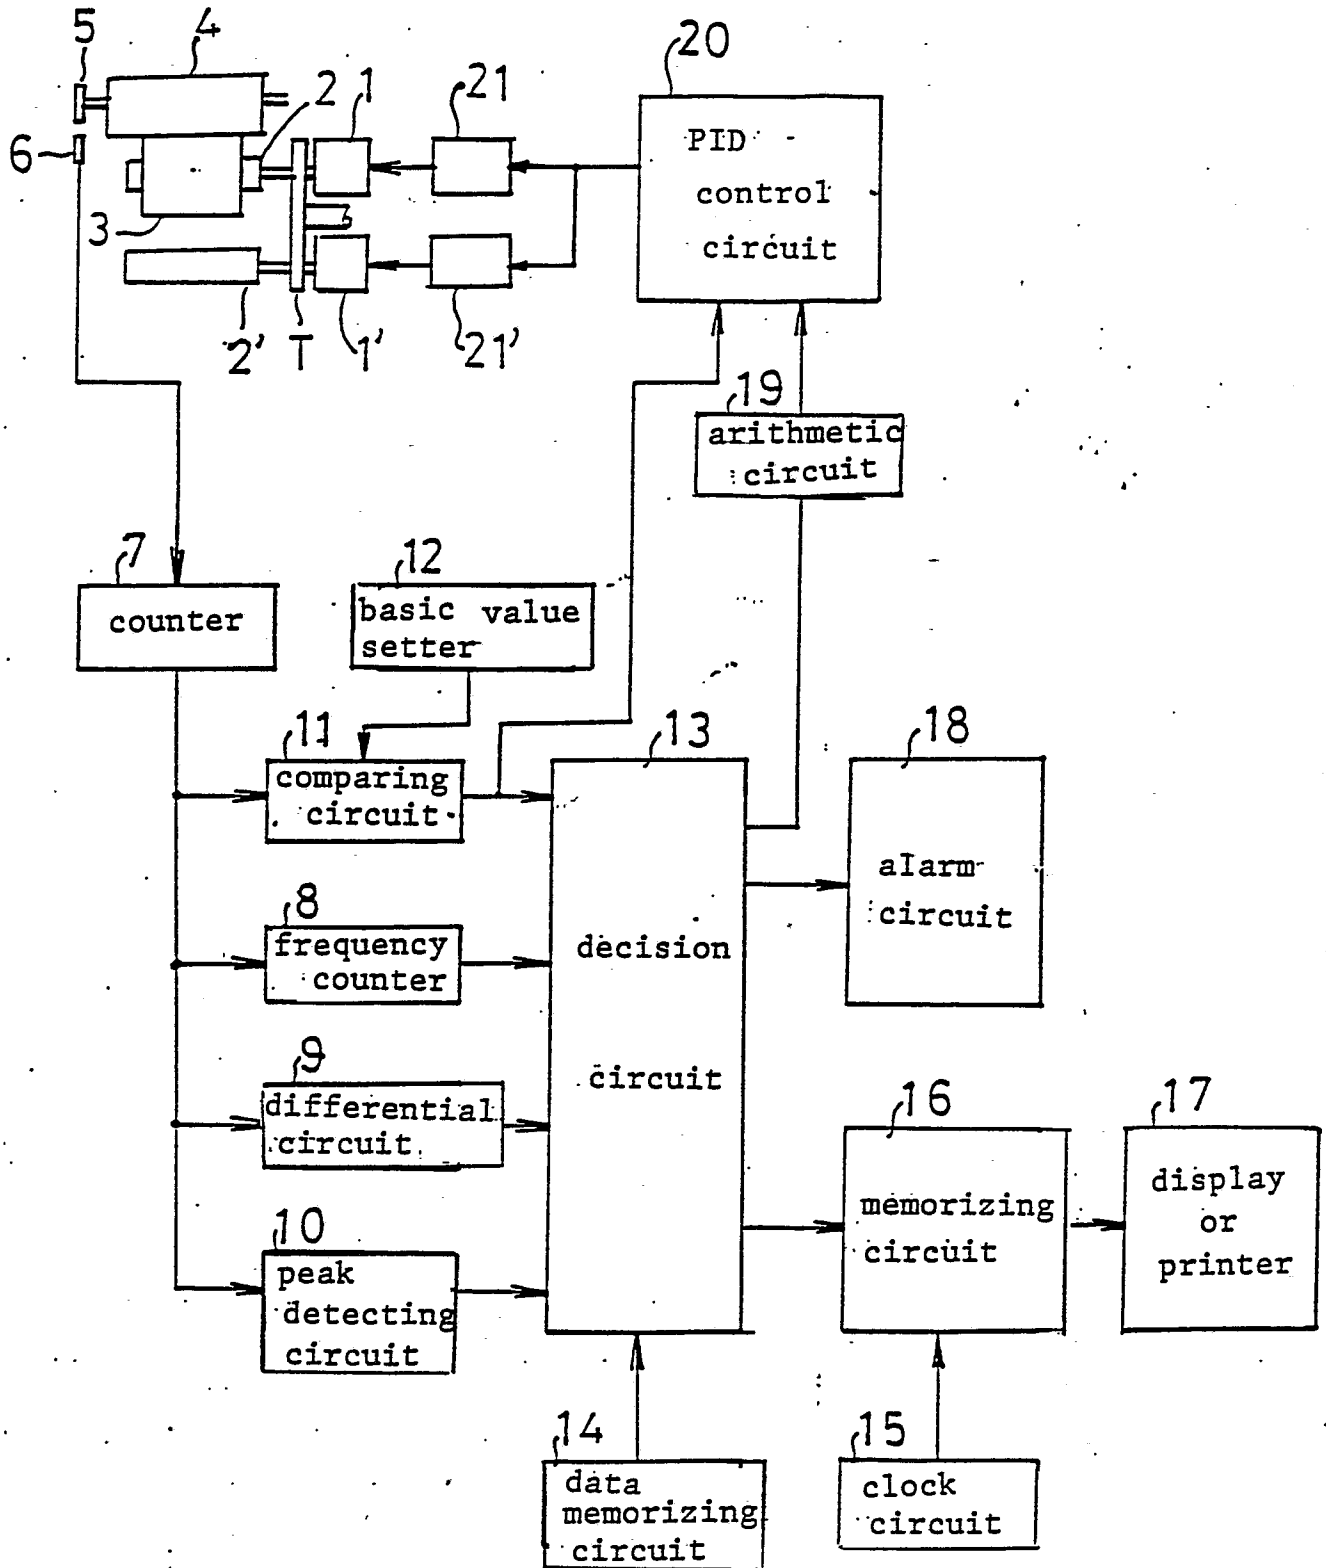 5
4
2
1
21
20
6
PID
control
circuit
3
2'
T
1'
21'
19
arithmetic
circuit
7
counter
12
basic value
setter
11
comparing
circuit
13
decision
circuit
18
alarm
circuit
8
frequency
counter
9
differential
circuit
16
memorizing
circuit
17
display
or
printer
10
peak
detecting
circuit
14
data
memorizing
circuit
15
clock
circuit